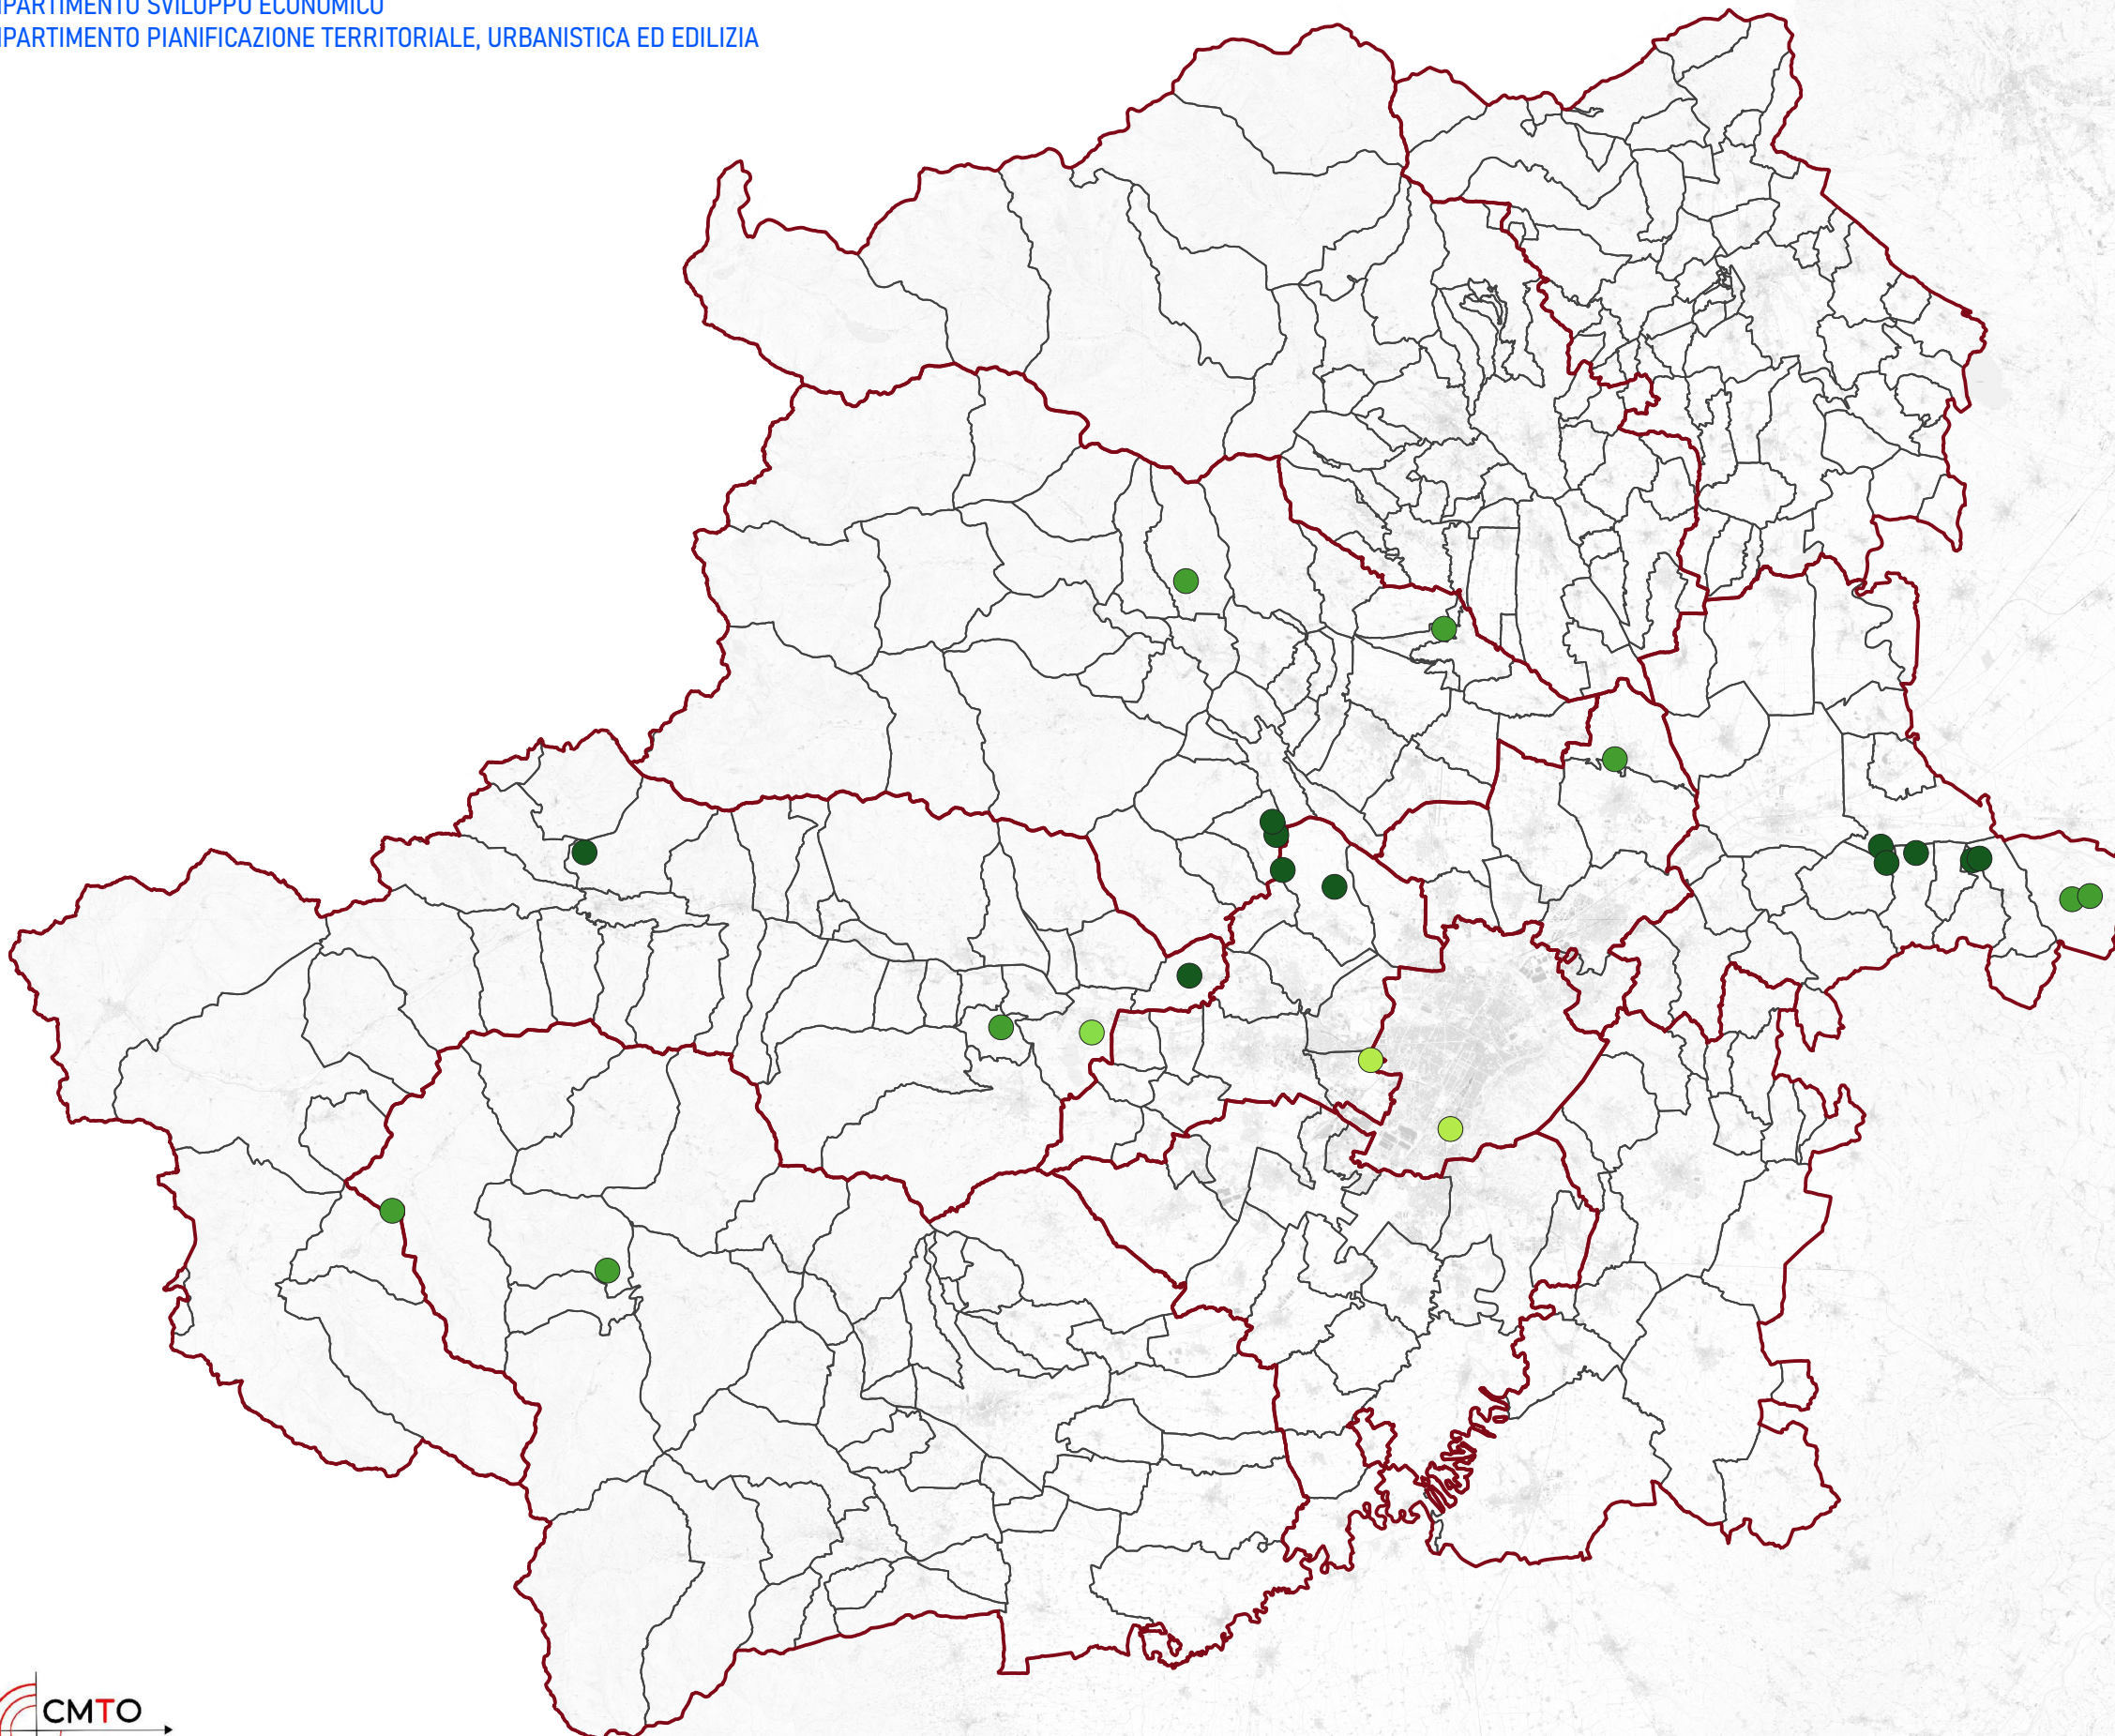 IPARTIMENTO SVILUPPO ECONOMICO
IPARTIMENTO PIANIFICAZIONE TERRITORIALE, URBANISTICA ED EDILIZIA
CMTO